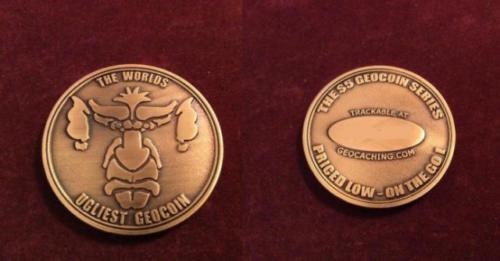 THE WORLDS
UGLIEST GEOCOIN
THE $5 GEOCOIN SERIES
TRACKABLE AT
GEOCACHING.COM
PRICED LOW - ON THE GO !